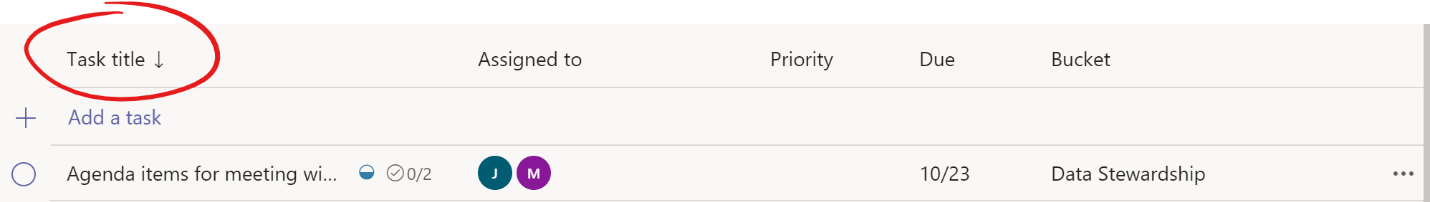 Task title ↓ Assigned to Priority Due Bucket
Add a task
Agenda items for meeting wi... 0/2 J M 10/23 Data Stewardship ...